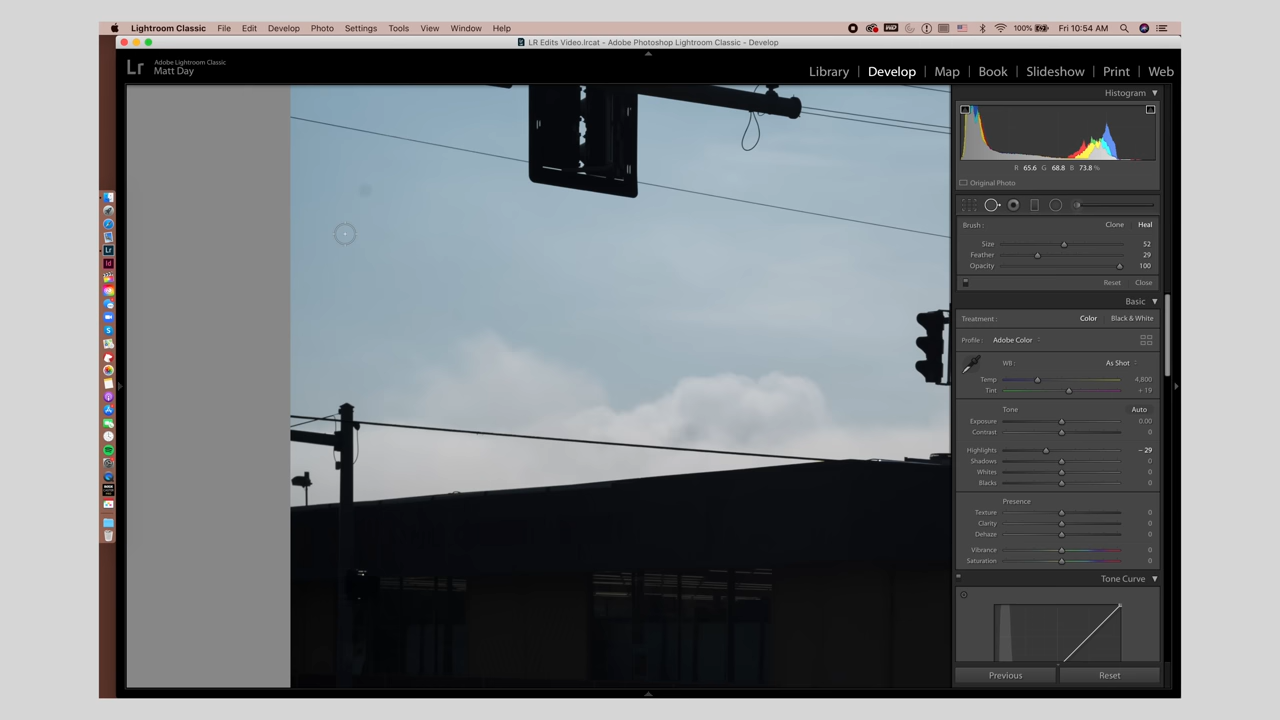 Lightroom Classic File Edit Develop Photo Settings Tools View Window Help 100% Fri 10:54 AM
LR Edits Video.lrcat - Adobe Photoshop Lightroom Classic - Develop
Lr Adobe Lightroom Classic
Matt Day
Library | Develop | Map | Book | Slideshow | Print | Web
Histogram
R 65.6 G 68.8 B 73.8 %
Original Photo
Brush : Clone Heal
Size 52
Feather 29
Opacity 100
Reset Close
Basic
Treatment : Color Black & White
Profile : Adobe Color
WB : As Shot
Temp 4,800
Tint + 19
Tone Auto
Exposure 0.00
Contrast 0
Highlights − 29
Shadows 0
Whites 0
Blacks 0
Presence
Texture 0
Clarity 0
Dehaze 0
Vibrance 0
Saturation 0
Tone Curve
Previous Reset